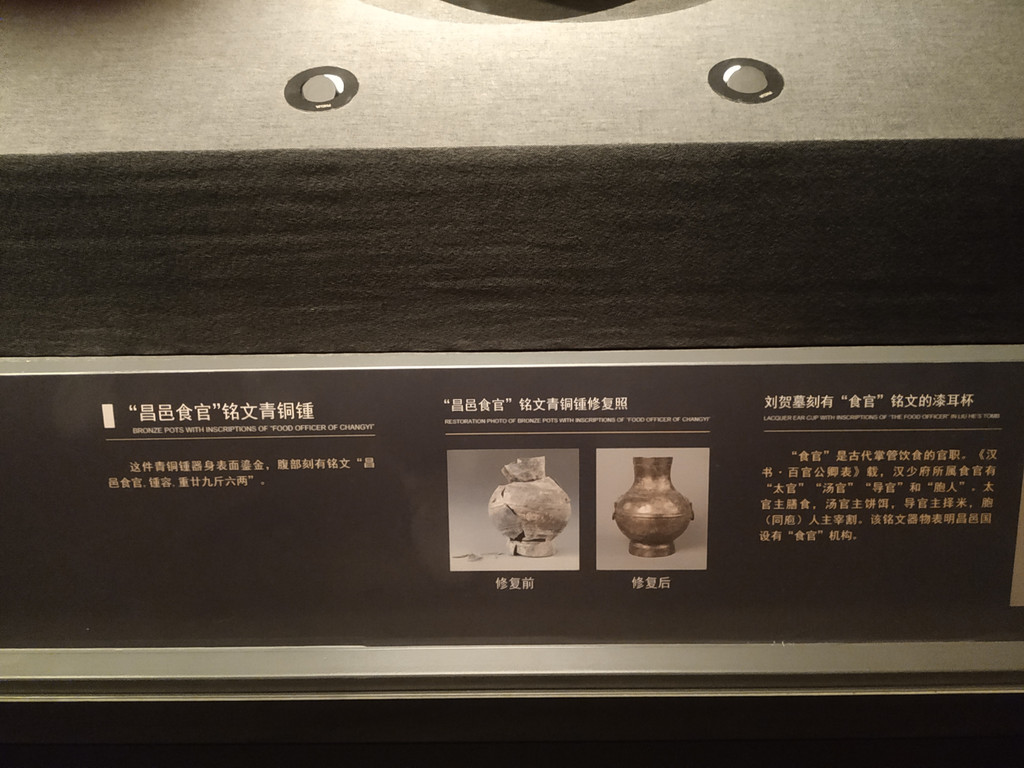 “昌邑食官”铭文青铜锺
BRONZE POTS WITH INSCRIPTIONS OF "FOOD OFFICER OF CHANGYI"
这件青铜锺器身表面鎏金，腹部刻有铭文“昌
邑食官，锺容，重廿九斤六两”。
“昌邑食官”铭文青铜锺修复照
RESTORATION PHOTO OF BRONZE POTS WITH INSCRIPTIONS OF "FOOD OFFICER OF CHANGYI"
修复前
修复后
刘贺墓刻有“食官”铭文的漆耳杯
LACQUER EAR CUP WITH INSCRIPTIONS OF "THE FOOD OFFICER" IN LIU HE'S TOMB
“食官”是古代掌管饮食的官职。《汉
书·百官公卿表》载，汉少府所属食官有
“太官”“汤官”“导官”和“胞人”。太
官主膳食，汤官主饼饵，导官主择米，胞
（同庖）人主宰割。该铭文器物表明昌邑国
设有“食官”机构。